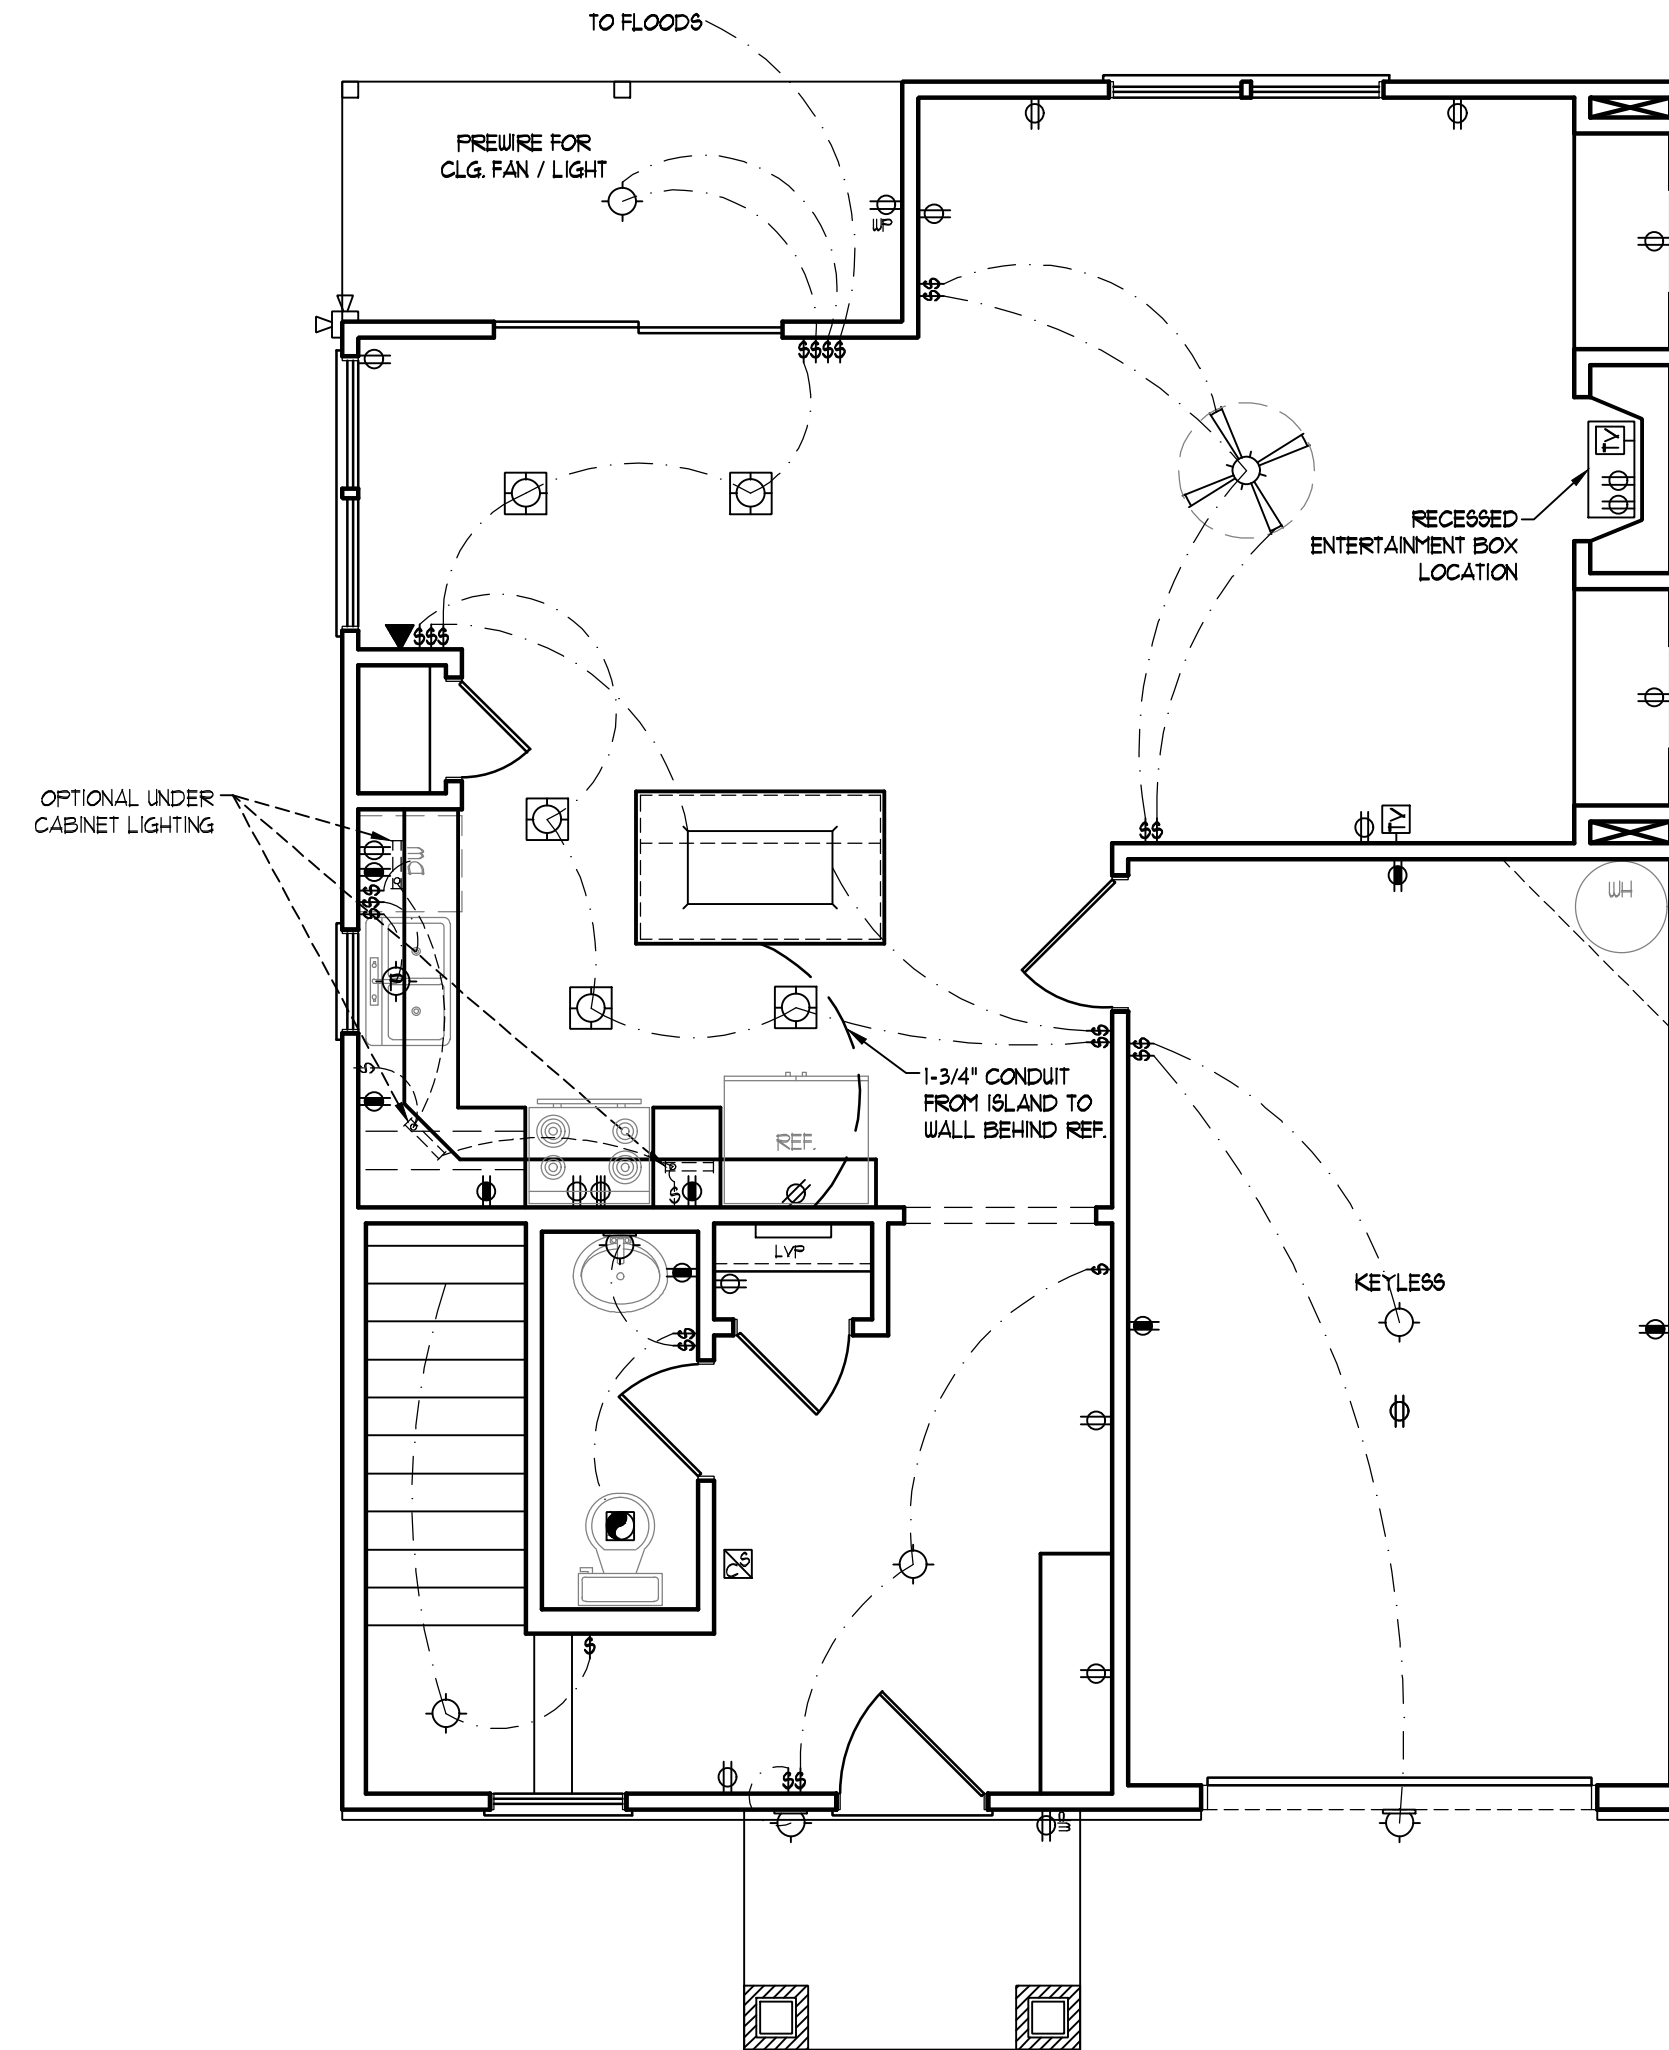 TO FLOODS
PREWIRE FOR
CLG. FAN / LIGHT
WP
$$
$$$$
TV
RECESSED
ENTERTAINMENT BOX
LOCATION
$$$
OPTIONAL UNDER
CABINET LIGHTING
DW
$$$
TV
$$
WH
$$
$$
1-3/4" CONDUIT
FROM ISLAND TO
WALL BEHIND REF.
$
REF.
$
LVP
$
KEYLESS
$$
CS
$
$$